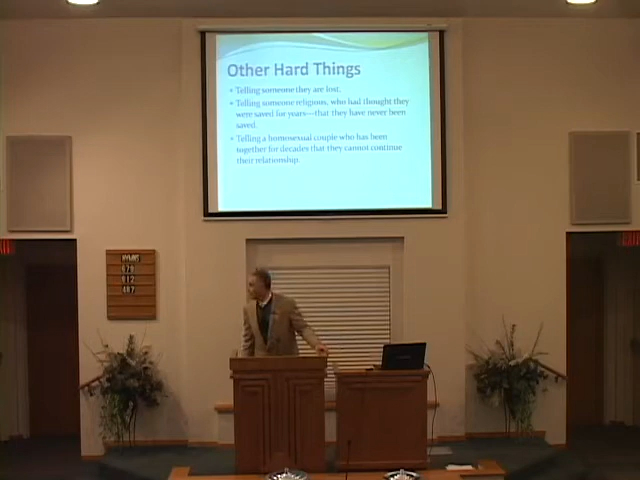 Other Hard Things
• Telling someone they are lost.
• Telling someone religious, who had thought they
were saved for years—that they have never been
saved.
• Telling a homosexual couple who has been
together for decades that they cannot continue
their relationship.
HYMNS